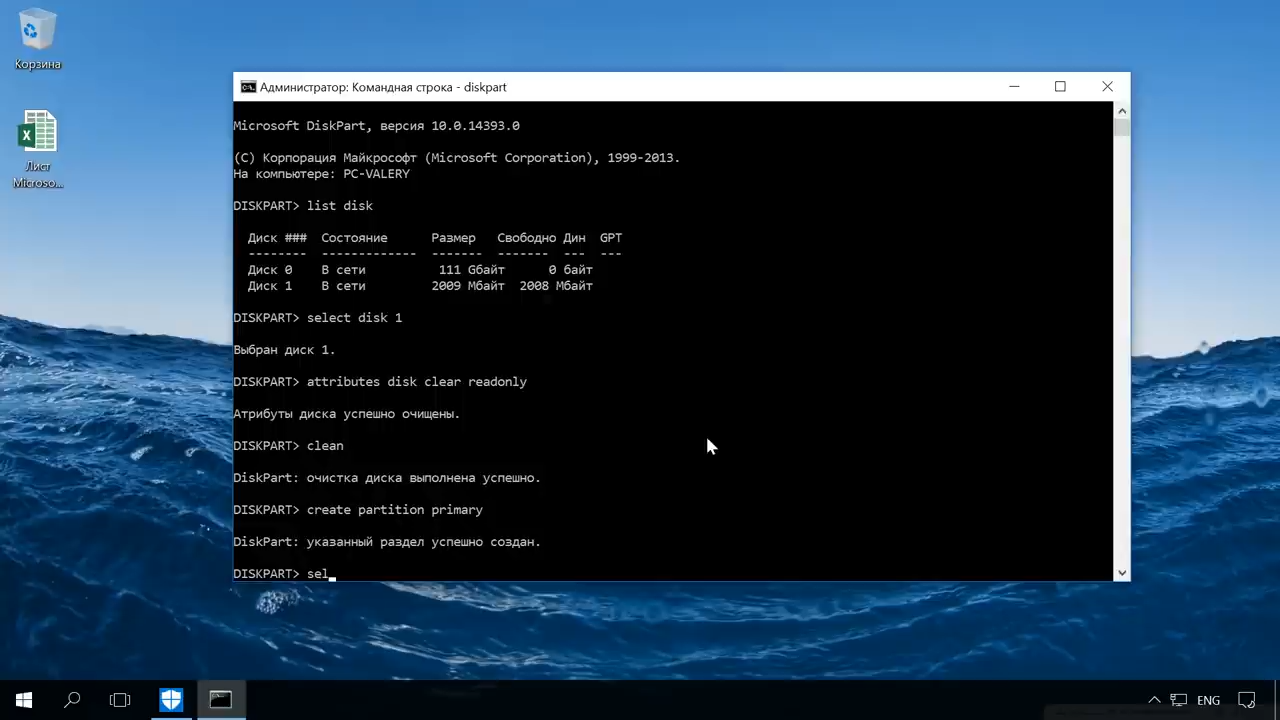 Корзина
Лист
Microso...
Администратор: Командная строка - diskpart
Microsoft DiskPart, версия 10.0.14393.0
(C) Корпорация Майкрософт (Microsoft Corporation), 1999-2013.
На компьютере: PC-VALERY
DISKPART> list disk
Диск ###  Состояние      Размер   Свободно Дин  GPT
--------  -------------  -------  -------  ---  ---
Диск 0    В сети          111 Gбайт      0 байт
Диск 1    В сети         2009 Mбайт  2008 Mбайт
DISKPART> select disk 1
Выбран диск 1.
DISKPART> attributes disk clear readonly
Атрибуты диска успешно очищены.
DISKPART> clean
DiskPart: очистка диска выполнена успешно.
DISKPART> create partition primary
DiskPart: указанный раздел успешно создан.
DISKPART> sel
ENG